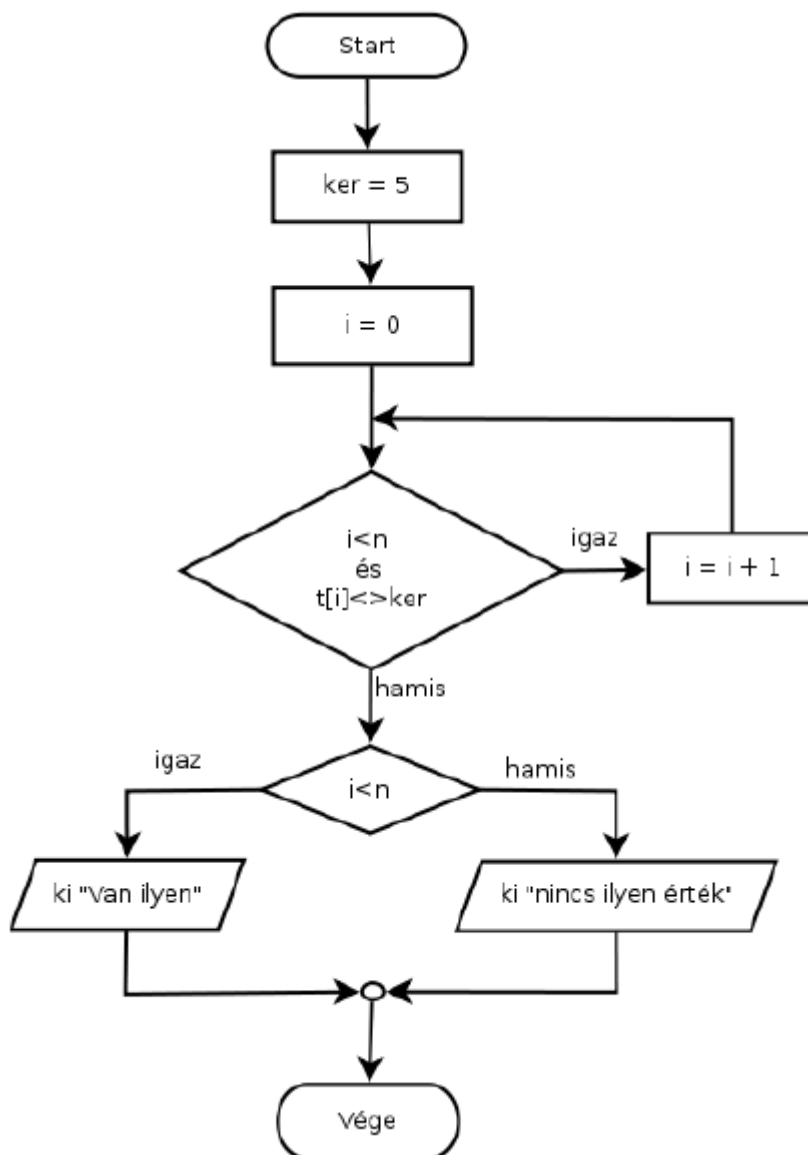 Start
ker = 5
i = 0
i<n
és
t[i]<>ker
igaz
i = i + 1
hamis
igaz
i<n
hamis
ki "Van ilyen"
ki "nincs ilyen érték"
Vége